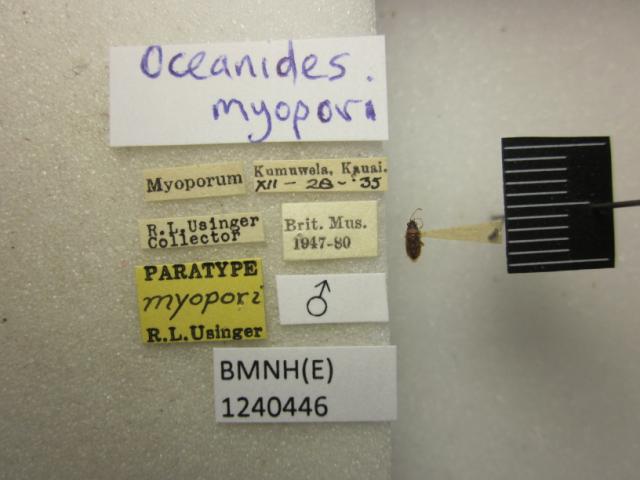 Oceanides.
myopori
Myoporum
Kumuwela, Kauai.
XII - 28 - '35
R.L.Usinger
Collector
Brit. Mus.
1947-80
PARATYPE
myopori
R.L.Usinger
♂
BMNH(E)
1240446